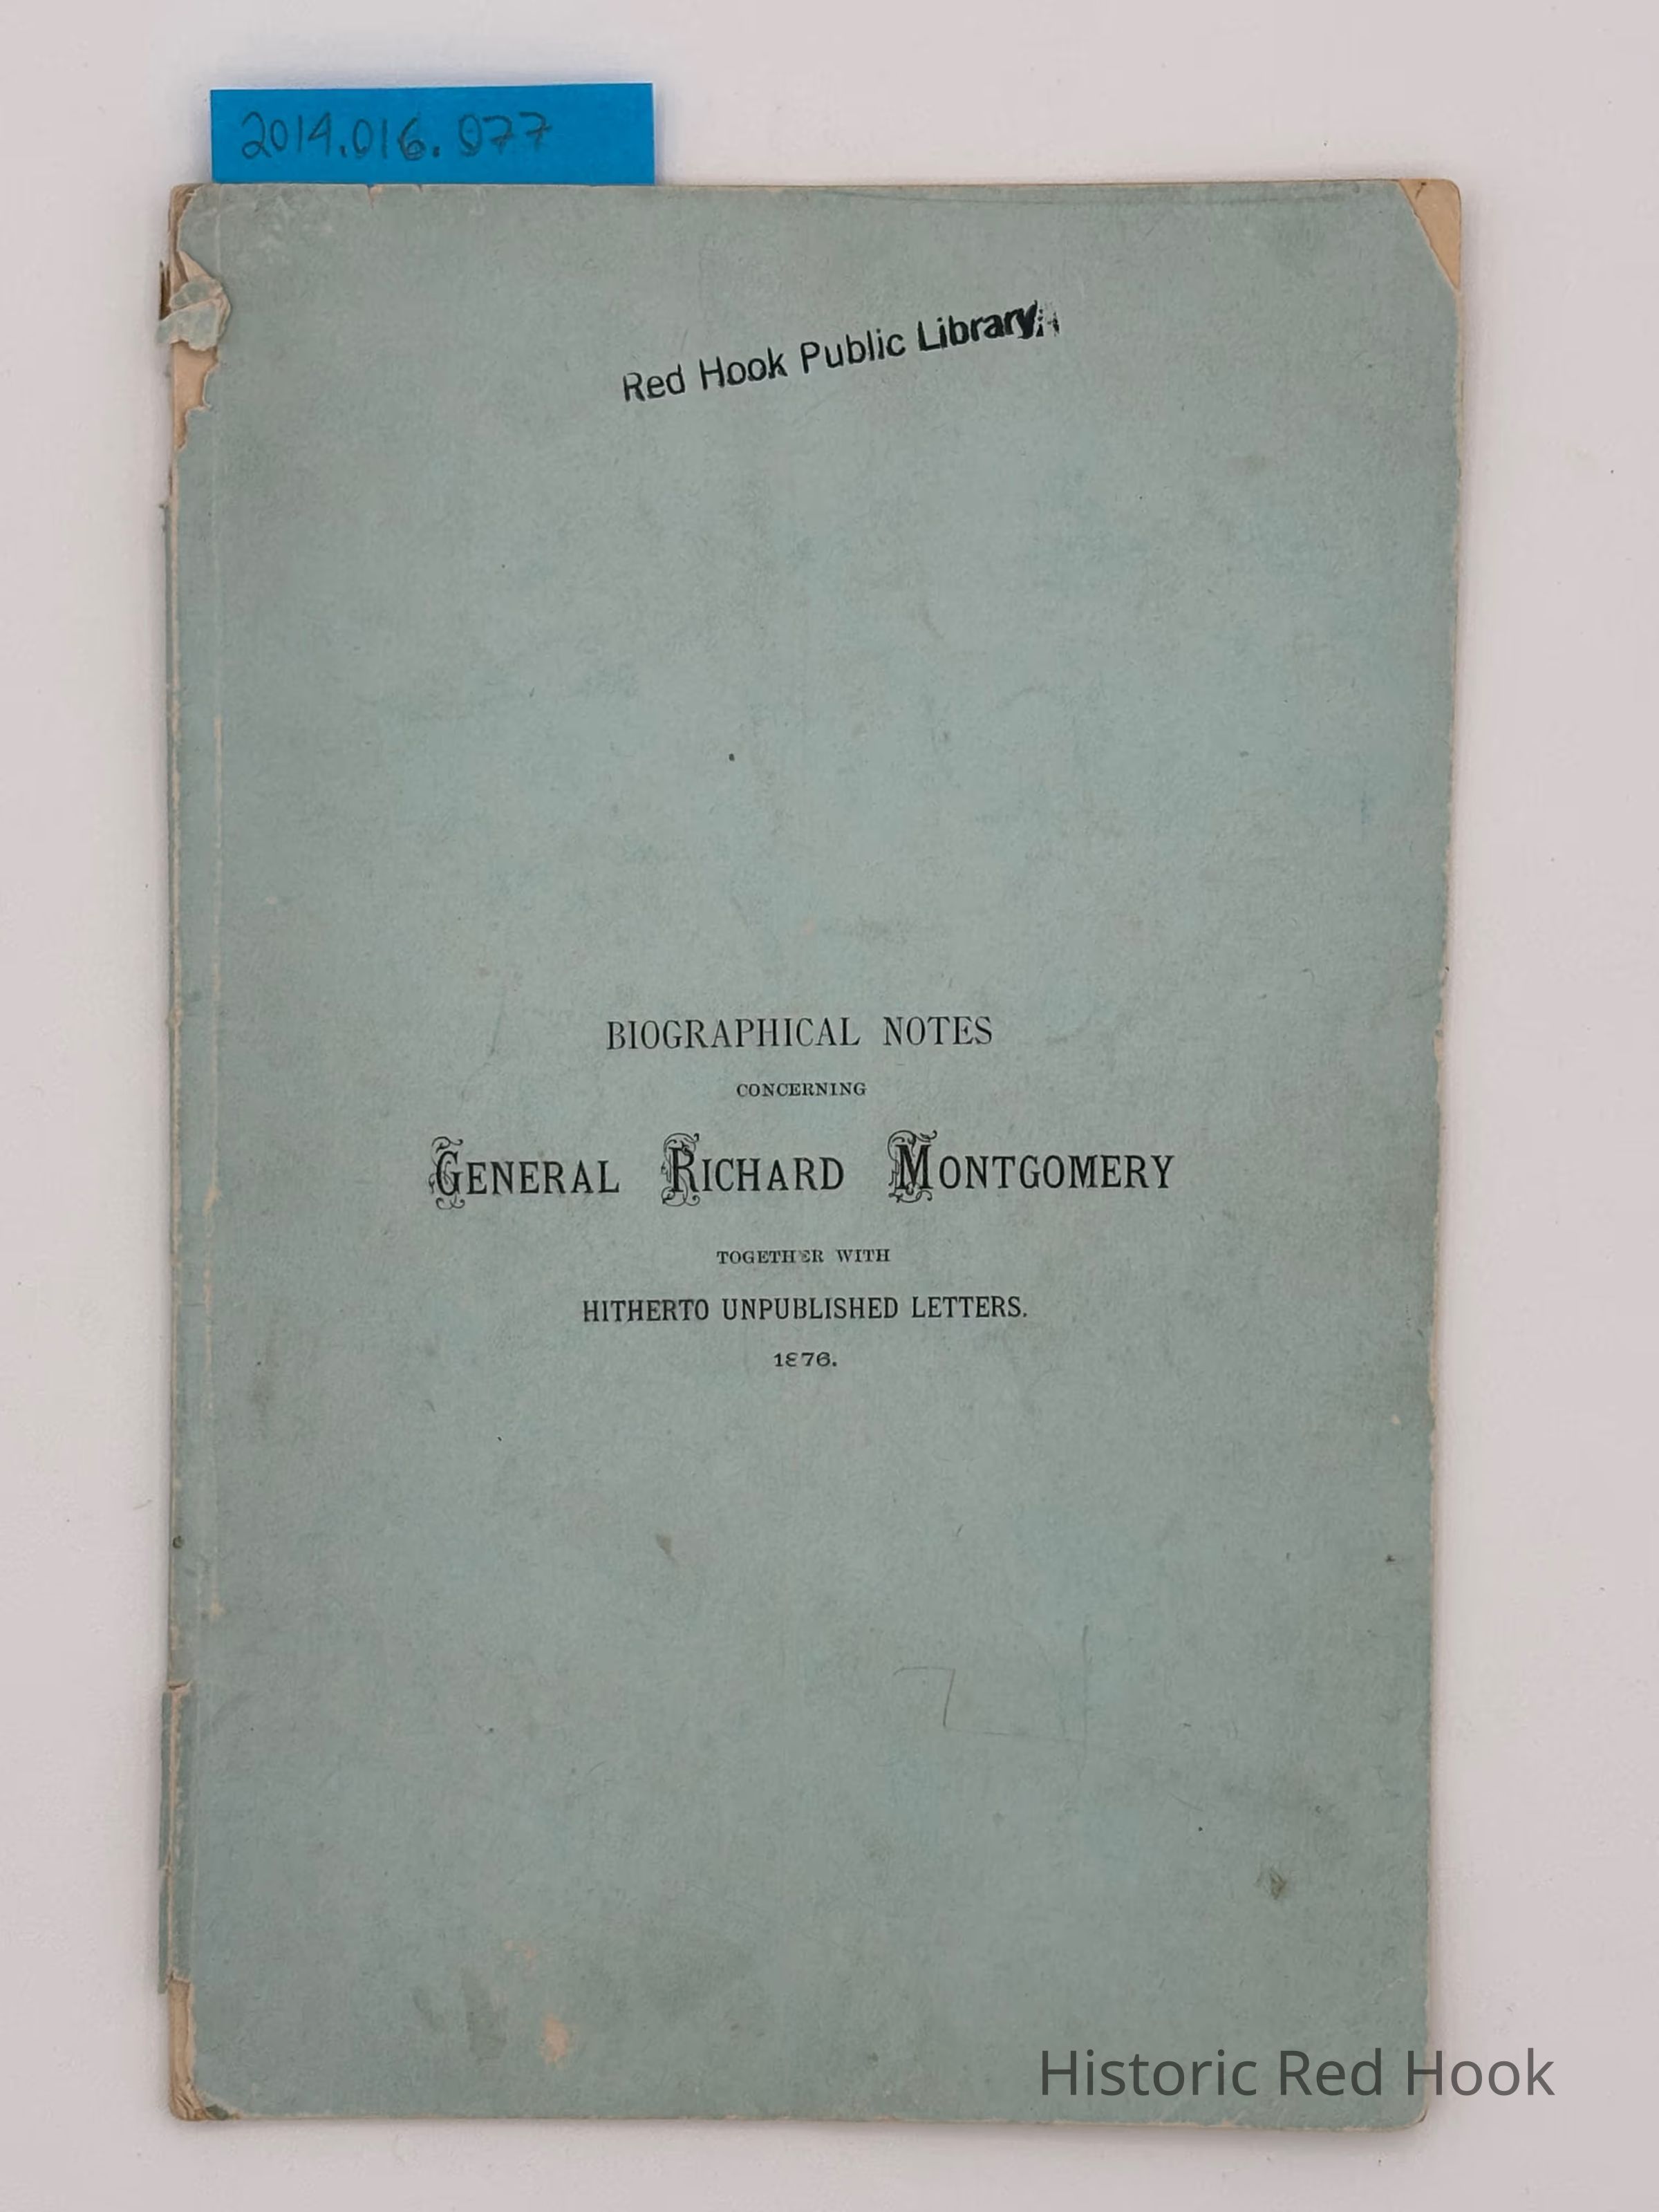 2014.016.077
Red Hook Public Library
BIOGRAPHICAL NOTES
CONCERNING
GENERAL RICHARD MONTGOMERY
TOGETHER WITH
HITHERTO UNPUBLISHED LETTERS.
1876.
Historic Red Hook